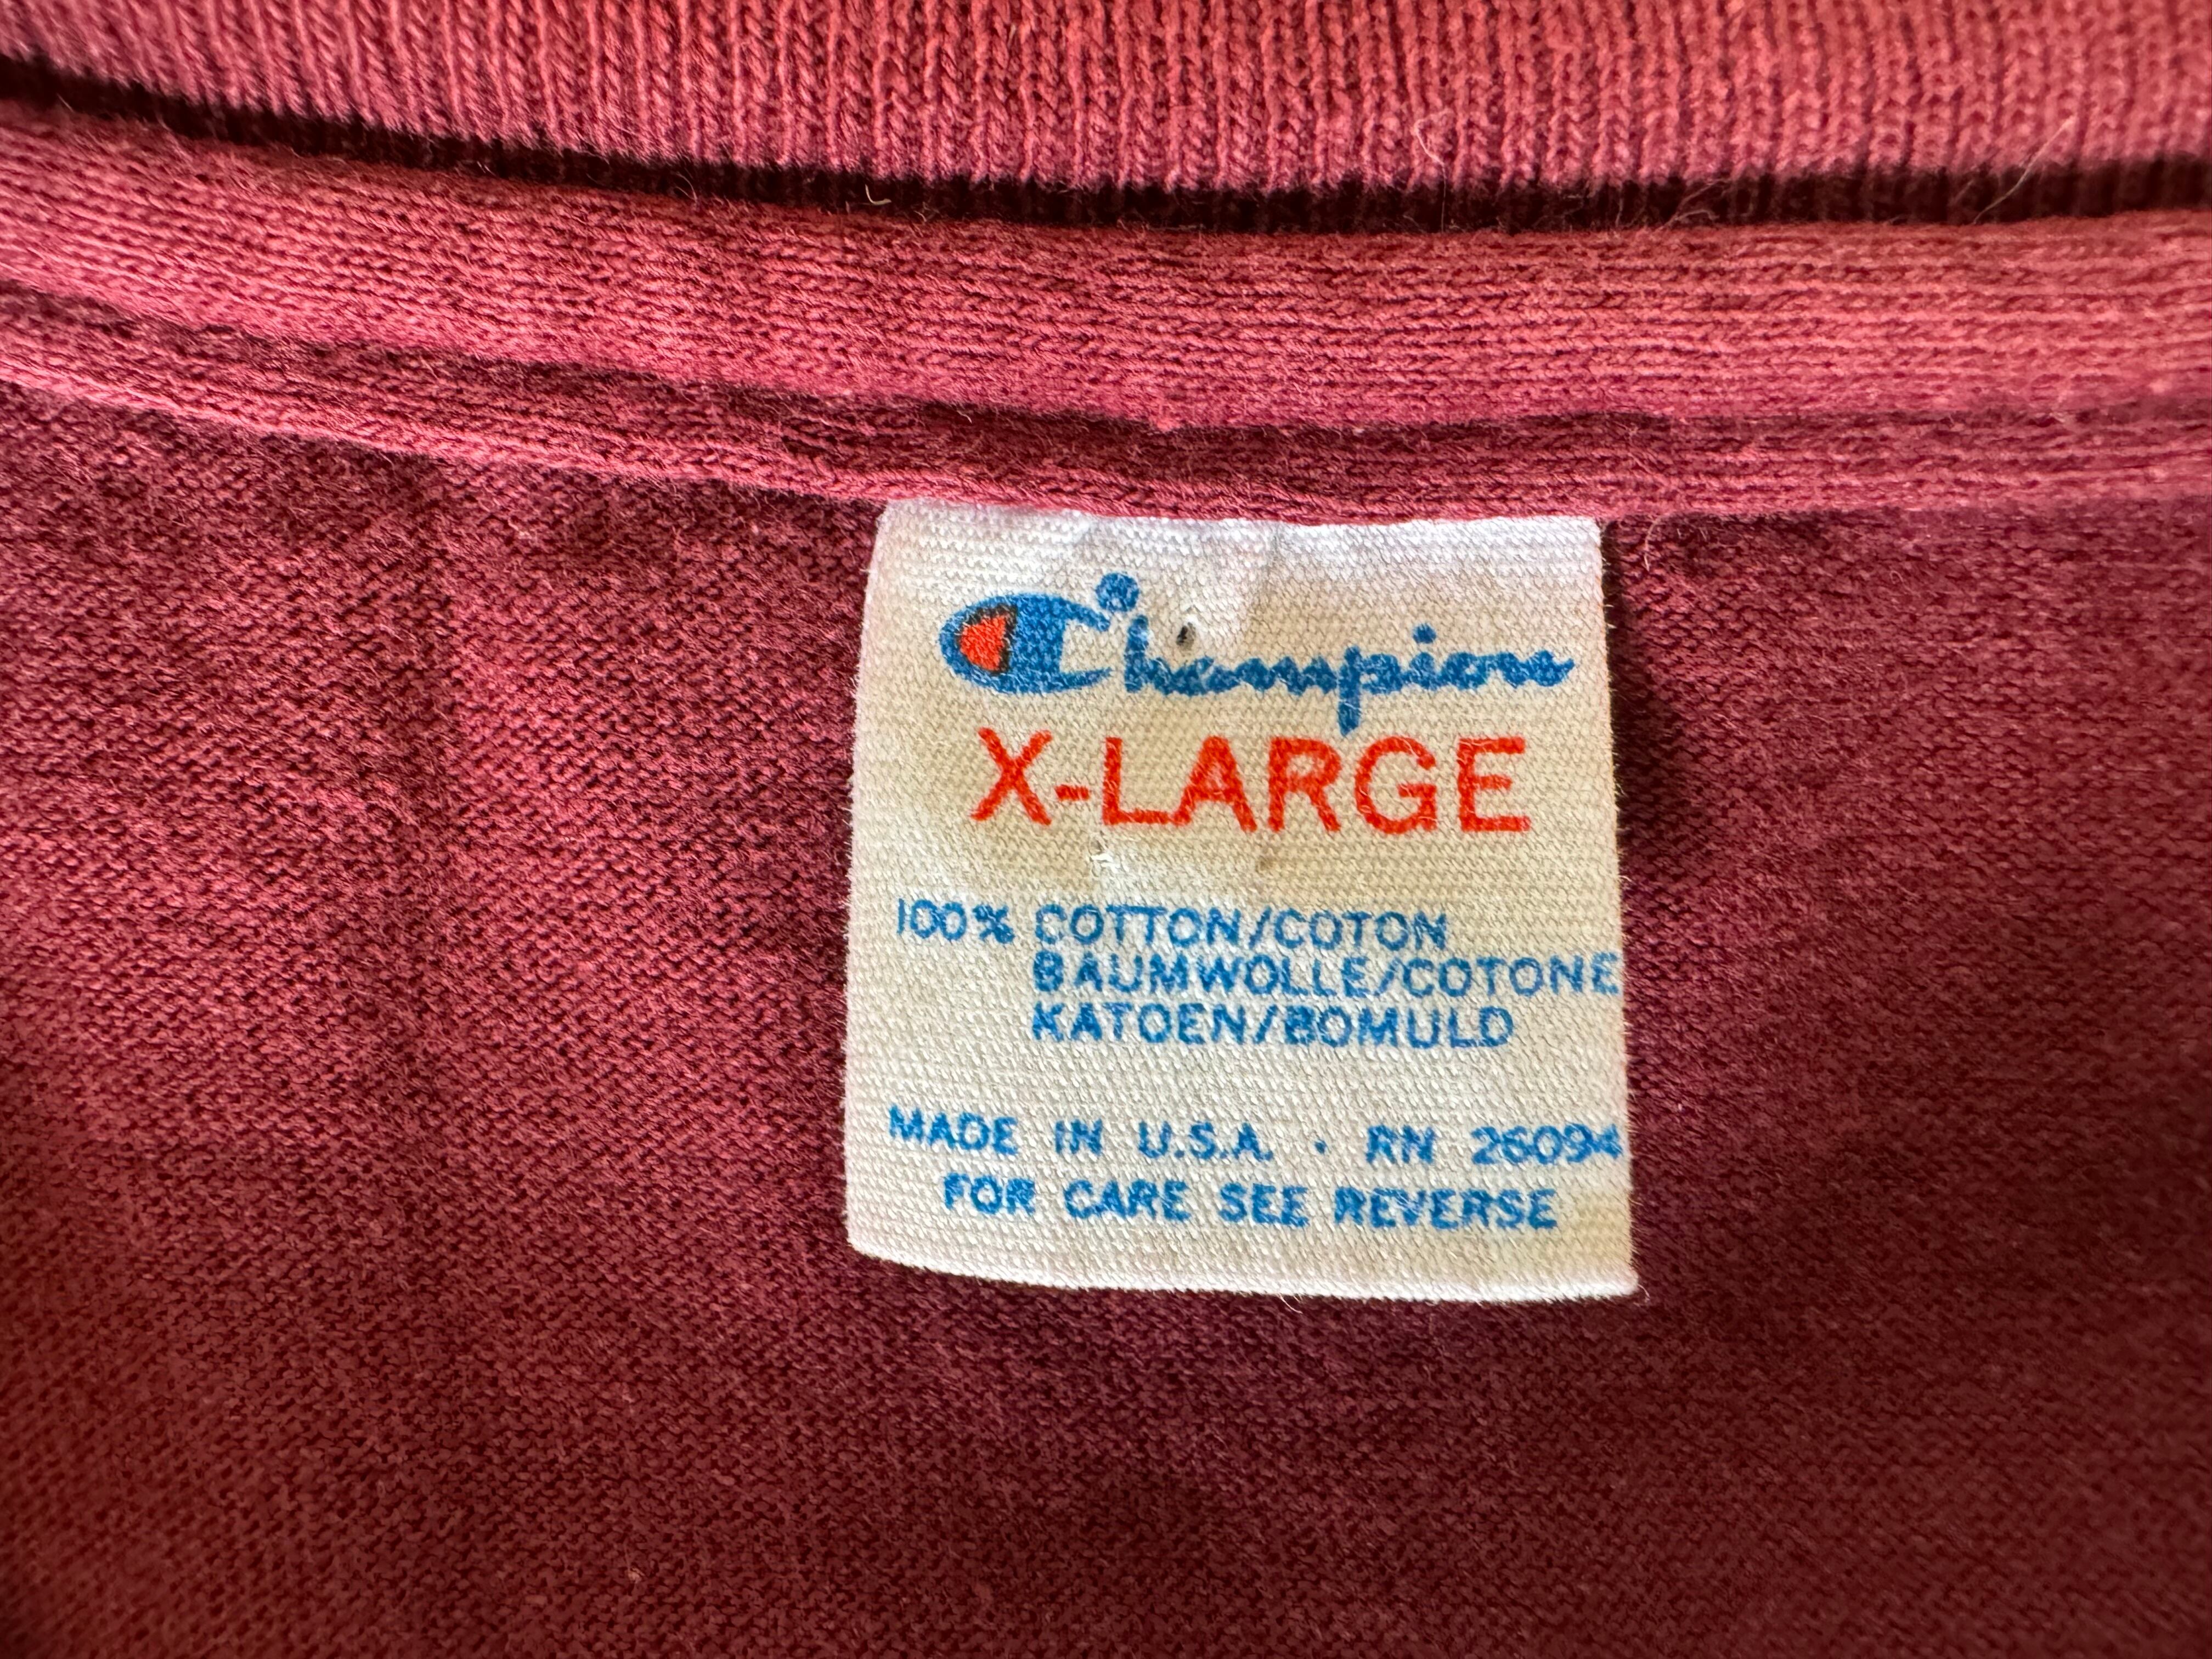 Champion
X-LARGE
100% COTTON/COTON
BAUMWOLLE/COTONE
KATOEN/BOMULD
MADE IN U.S.A. • RN 26094
FOR CARE SEE REVERSE